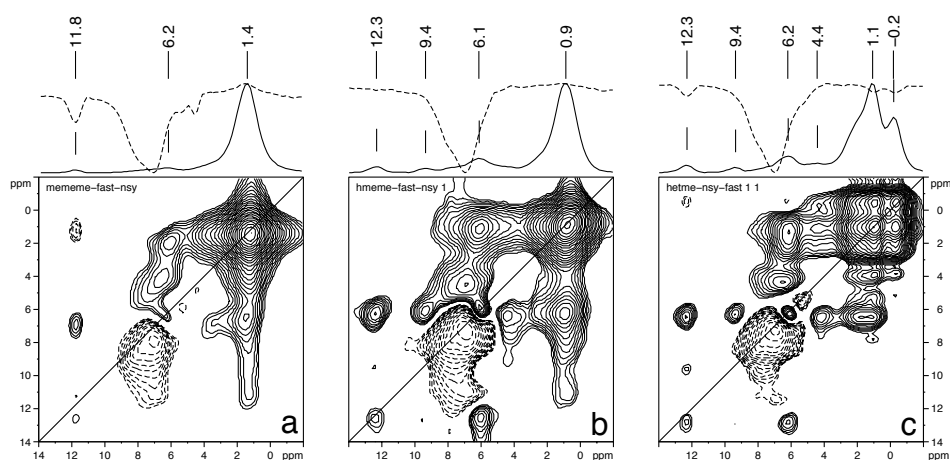 11.8 6.2 1.4
12.3 9.4 6.1 0.9
12.3 9.4 6.2 4.4 1.1 −0.2
ppm mememe−fast−nsy hmeme−fast−nsy 1 hetme−nsy−fast 1 1 ppm
0 0
2 2
4 4
6 6
8 8
10 10
12 12
a b c
14 14
14 12 10 8 6 4 2 0 ppm 12 10 8 6 4 2 0 ppm 12 10 8 6 4 2 0 ppm